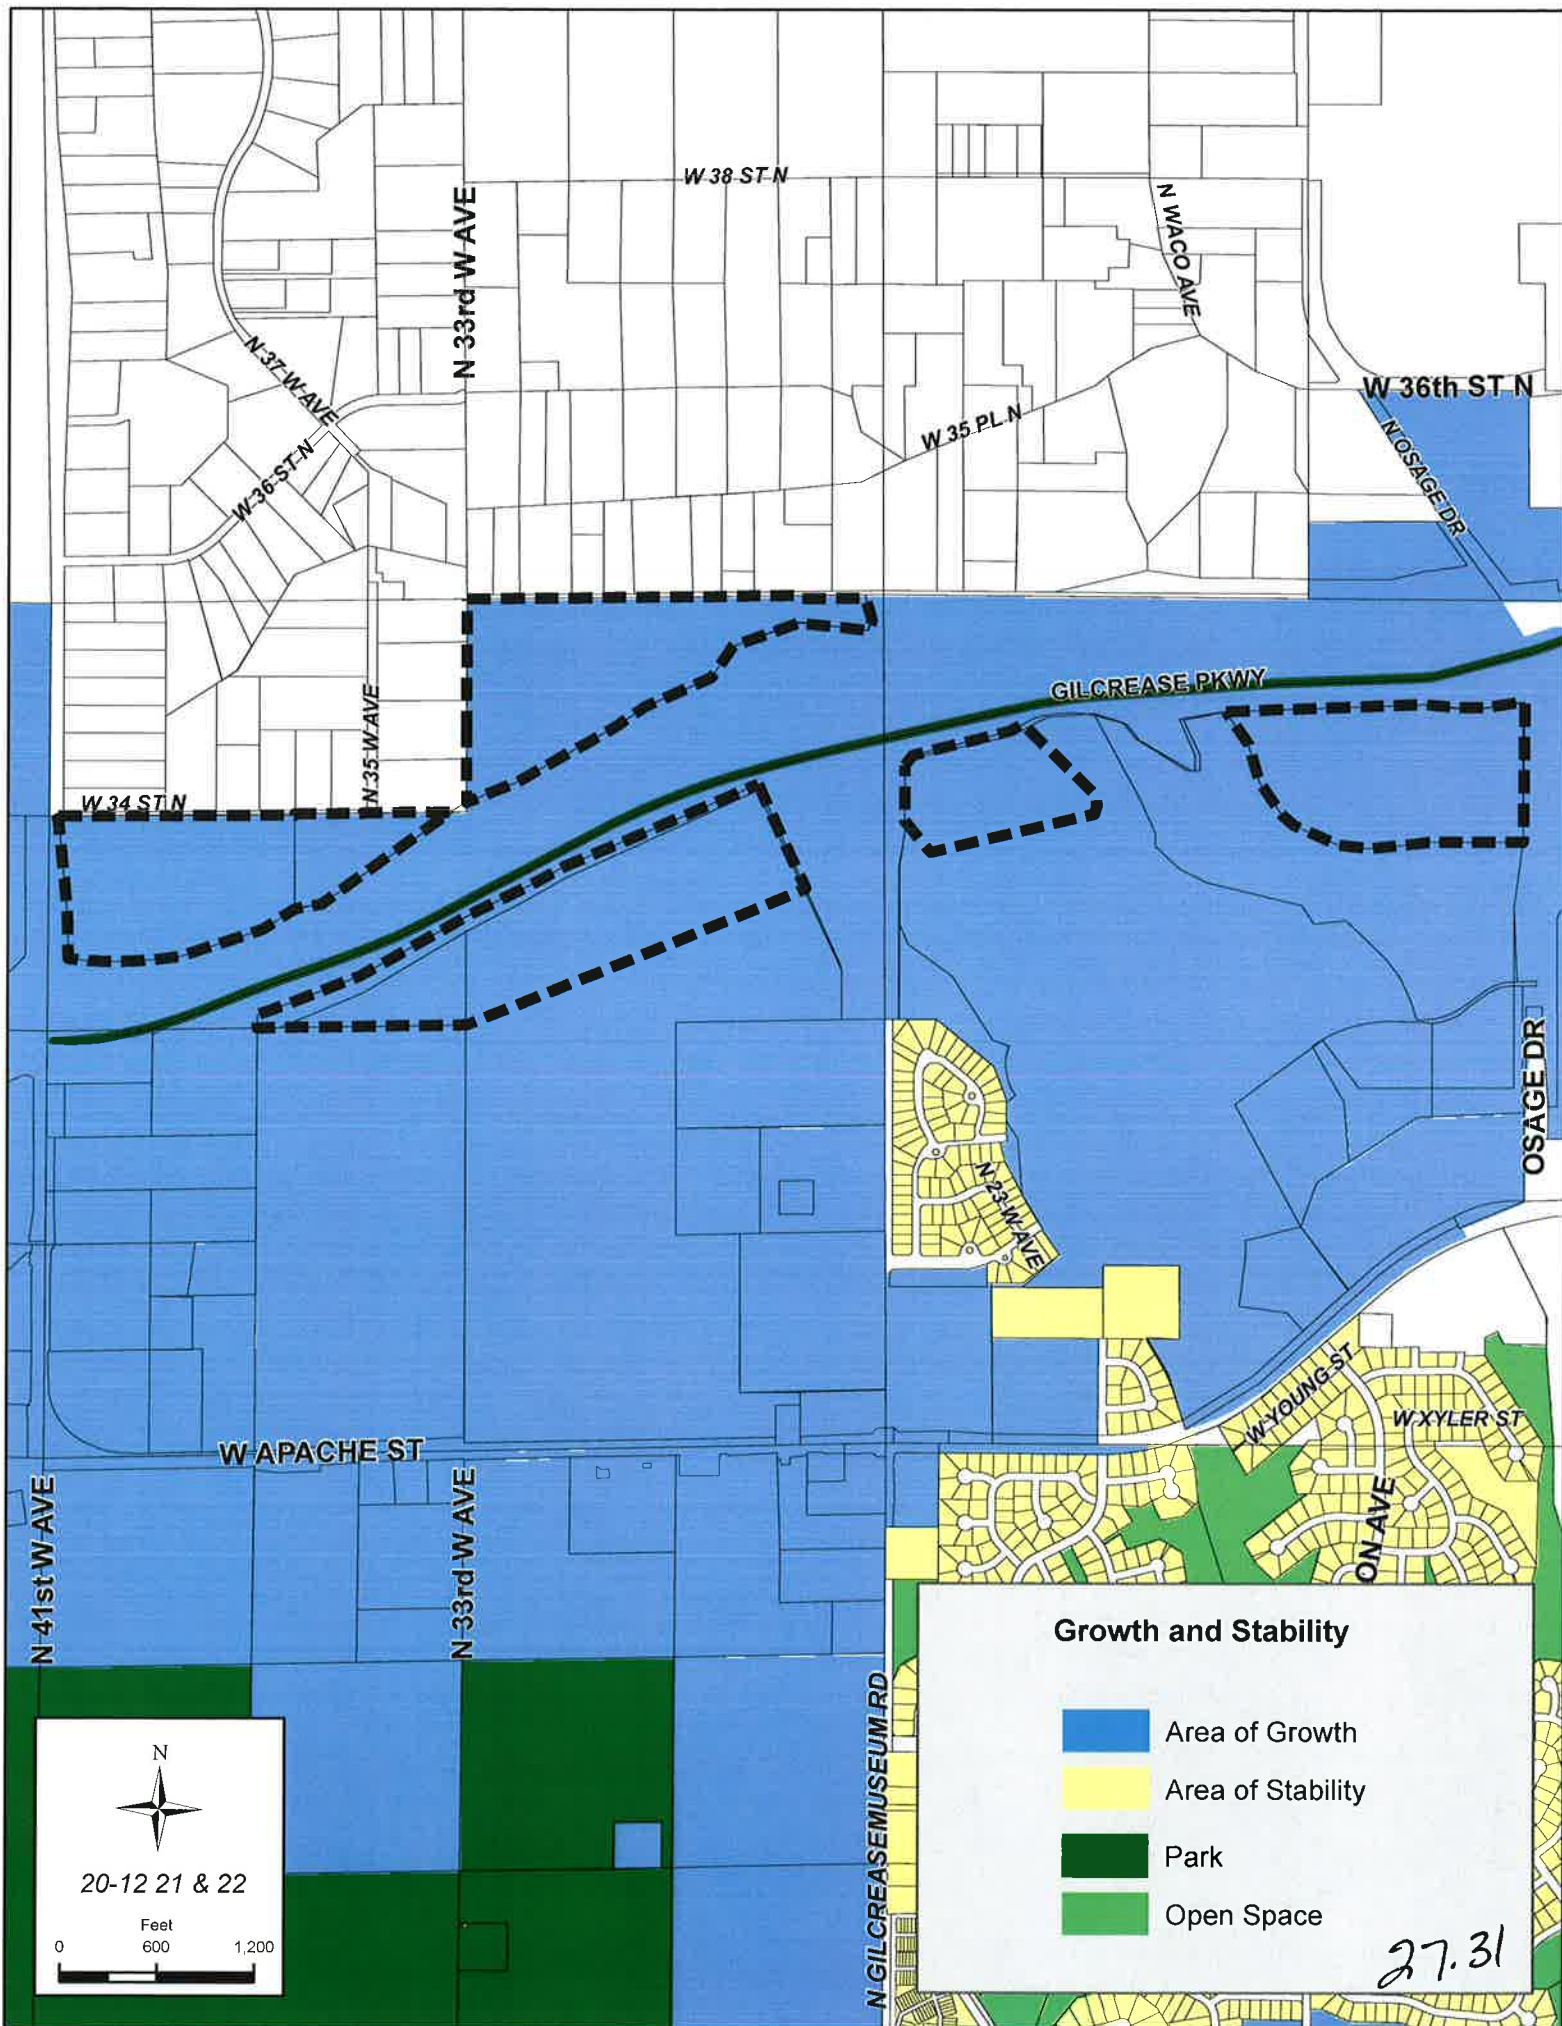 W 38 ST N
N WACO AVE
N 33rd W AVE
N 37 W AVE
W 36th ST N
W 35 PL N
N OSAGE DR
W 36 ST N
GILCREASE PKWY
N 35 W AVE
W 34 ST N
OSAGE DR
N 23 W AVE
W YOUNG ST
W XYLER ST
W APACHE ST
N 41st W AVE
N 33rd W AVE
ON AVE
N GILCREASEMUSEUM RD
Growth and Stability
Area of Growth
Area of Stability
Park
Open Space
27.31
N
20-12 21 & 22
Feet
0 600 1,200